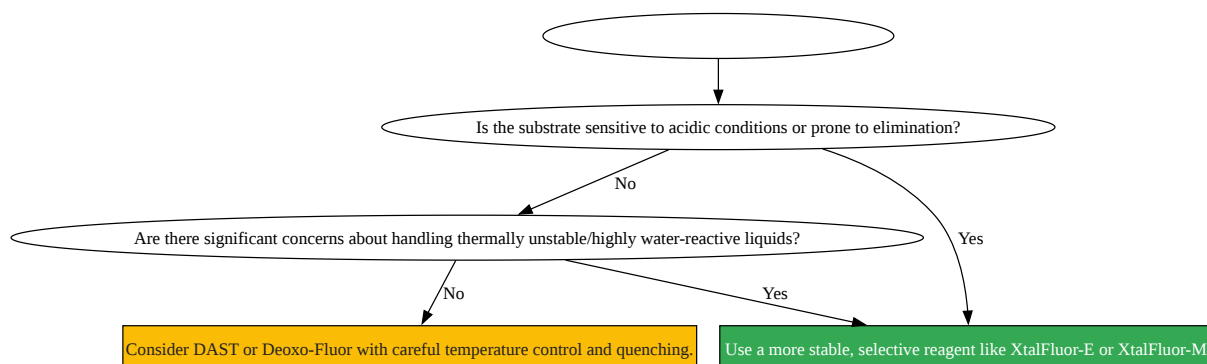 Is the substrate sensitive to acidic conditions or prone to elimination?
No
Are there significant concerns about handling thermally unstable/highly water-reactive liquids?
Yes
No
Yes
Consider DAST or Deoxo-Fluor with careful temperature control and quenching.
Use a more stable, selective reagent like XtalFluor-E or XtalFluor-M